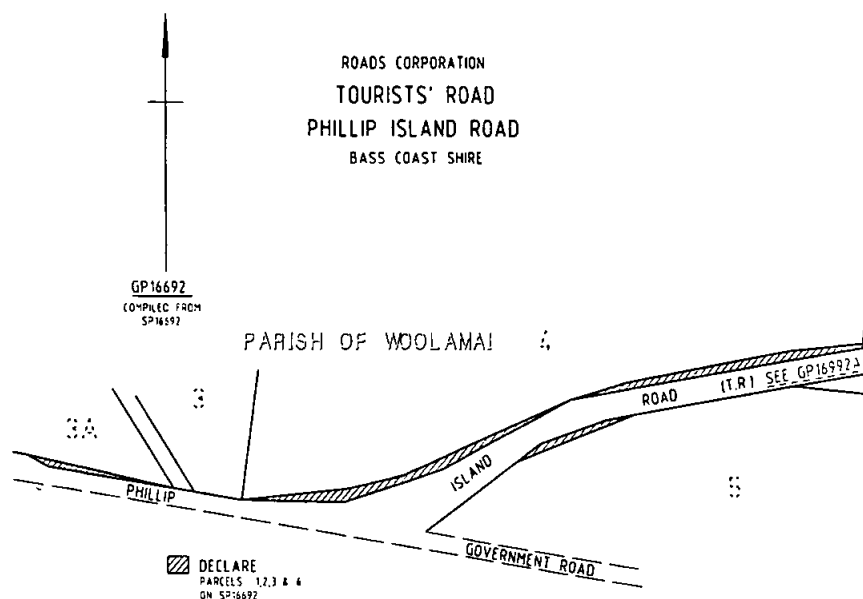 ROADS CORPORATION
TOURISTS' ROAD
PHILLIP ISLAND ROAD
BASS COAST SHIRE
GP16692
COMPILED FROM
SP16692
PARISH OF WOOLAMAI 4
3
3A
ROAD (T.R) SEE GP16992A
ISLAND
PHILLIP
5
GOVERNMENT ROAD
DECLARE
PARCELS 1,2,3 & 6
ON SP16692